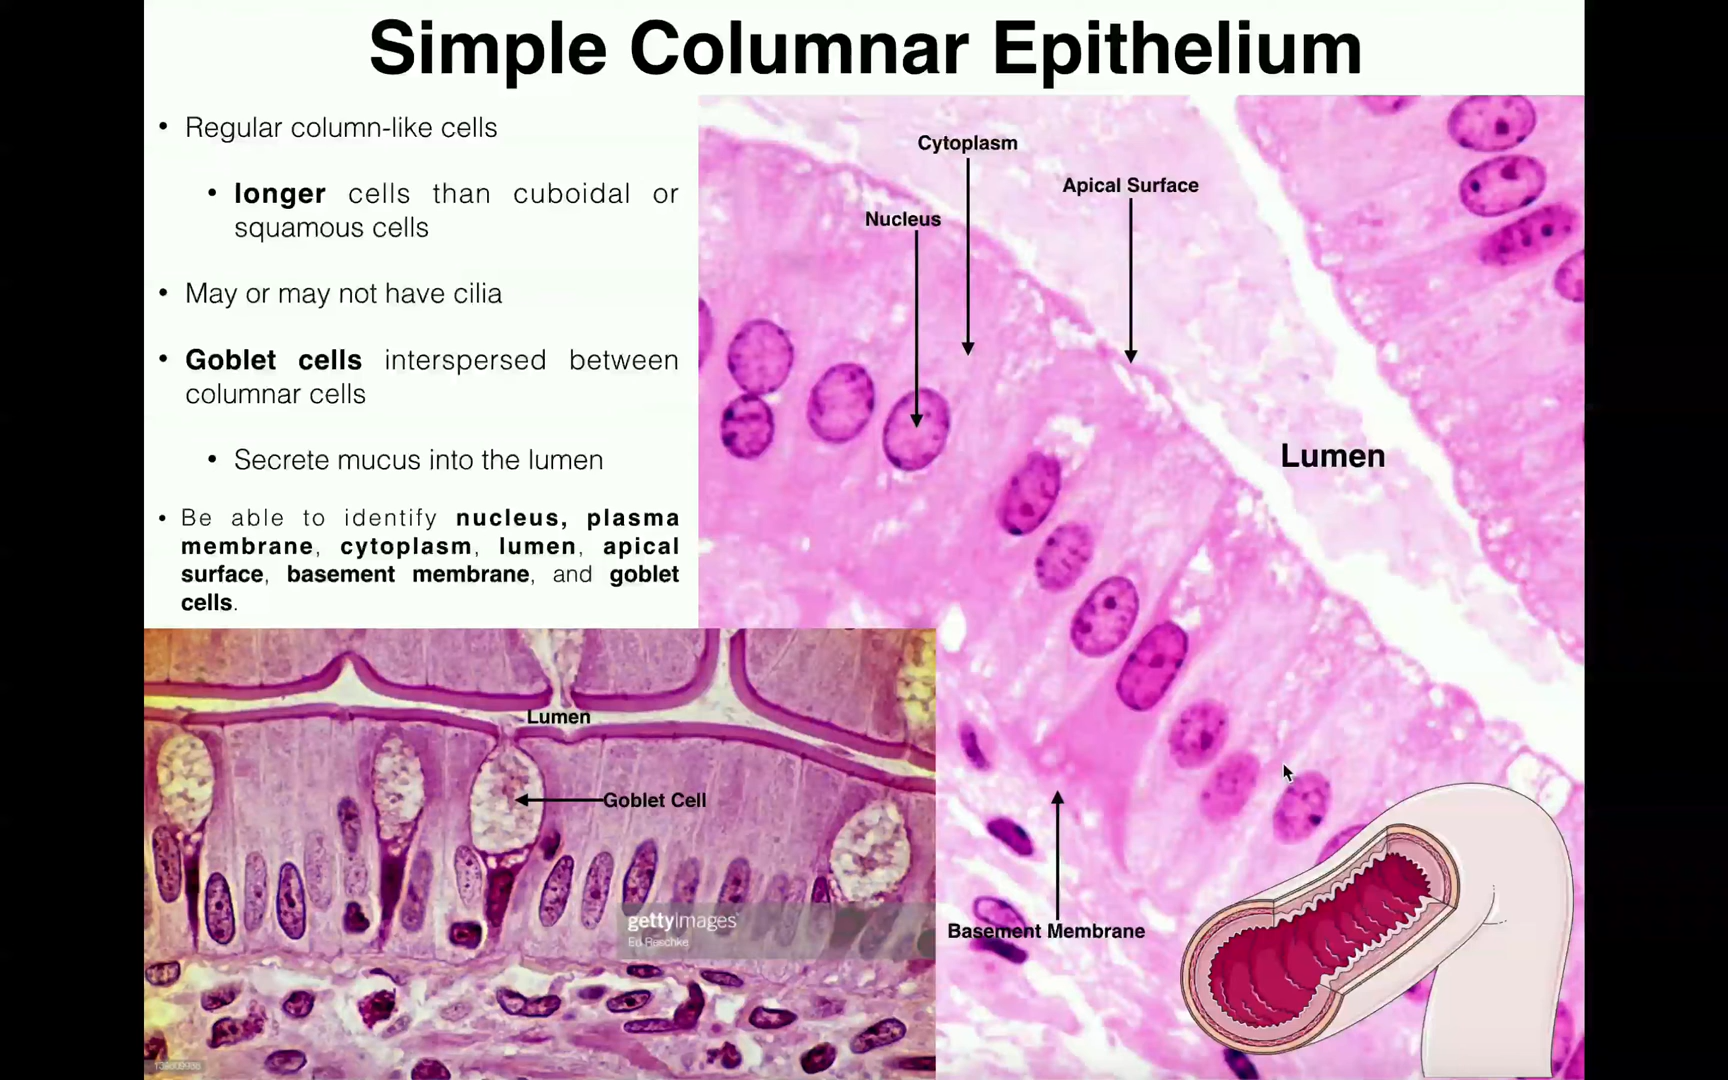 Simple Columnar Epithelium
• Regular column-like cells
• longer cells than cuboidal or
squamous cells
• May or may not have cilia
• Goblet cells interspersed between
columnar cells
• Secrete mucus into the lumen
• Be able to identify nucleus, plasma
membrane, cytoplasm, lumen, apical
surface, basement membrane, and goblet
cells.
Cytoplasm
Apical Surface
Nucleus
Lumen
Lumen
Goblet Cell
gettyimages
Ed Reschke
Basement Membrane